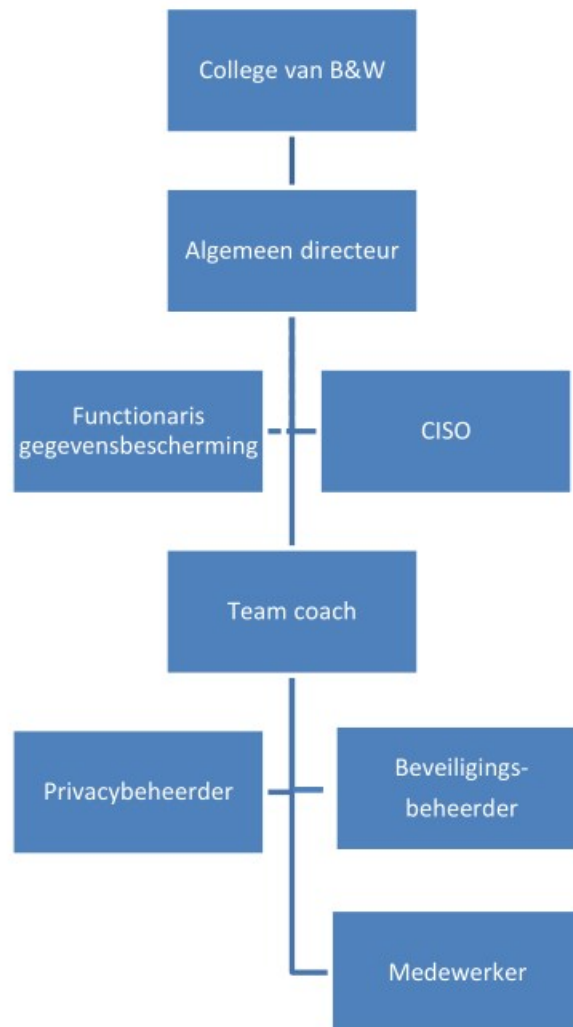 College van B&W
Algemeen directeur
Functionaris
gegevensbescherming
CISO
Team coach
Privacybeheerder
Beveiligings-
beheerder
Medewerker